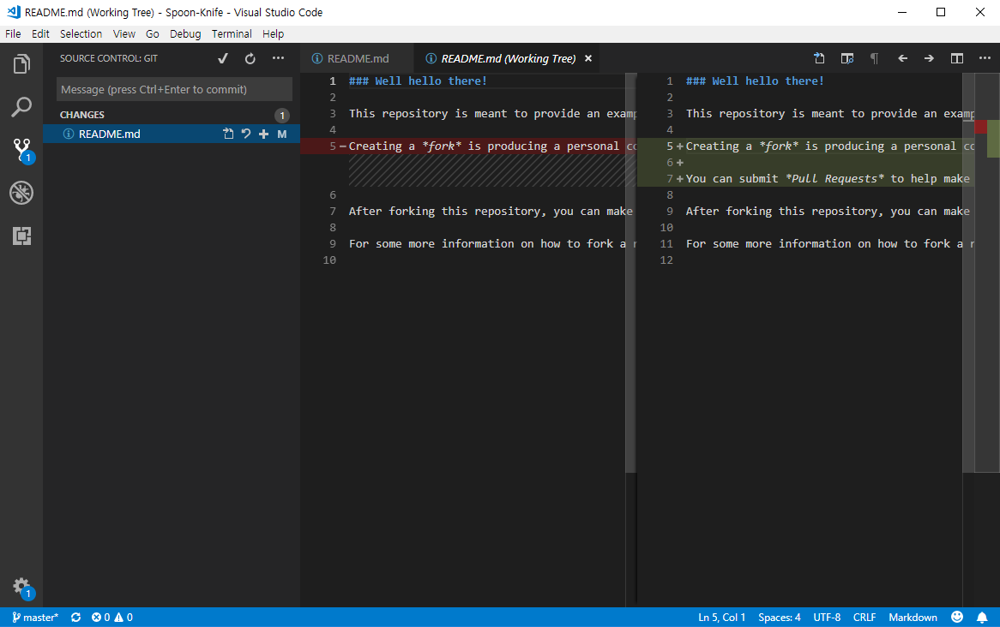 README.md (Working Tree) - Spoon-Knife - Visual Studio Code
File Edit Selection View Go Debug Terminal Help
SOURCE CONTROL: GIT
Message (press Ctrl+Enter to commit)
CHANGES 1
README.md M
1
1
README.md README.md (Working Tree)
1 ### Well hello there!
2
3 This repository is meant to provide an examp
4
5 −Creating a *fork* is producing a personal co
6
7 After forking this repository, you can make
8
9 For some more information on how to fork a r
10
1 ### Well hello there!
2
3 This repository is meant to provide an examp
4
5 +Creating a *fork* is producing a personal co
6 +
7 +You can submit *Pull Requests* to help make
8
9 After forking this repository, you can make
10
11 For some more information on how to fork a r
12
master* 0 0 Ln 5, Col 1 Spaces: 4 UTF-8 CRLF Markdown